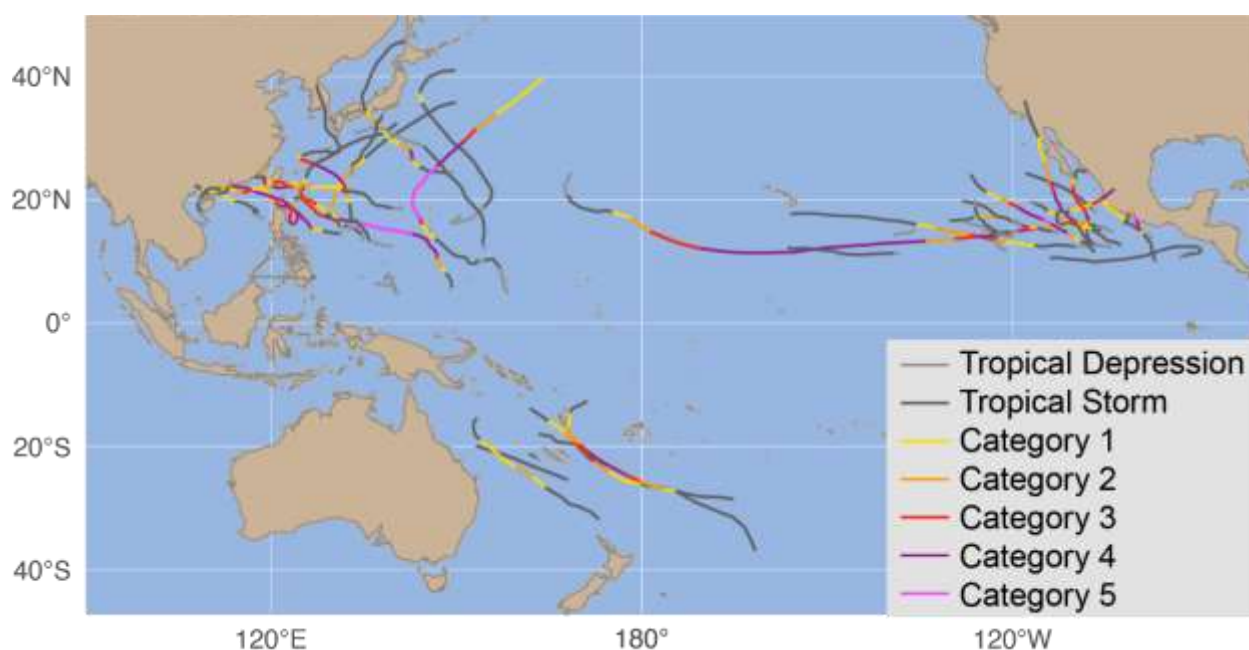 40°N
20°N
0°
20°S
40°S
120°E
180°
120°W
Tropical Depression
Tropical Storm
Category 1
Category 2
Category 3
Category 4
Category 5